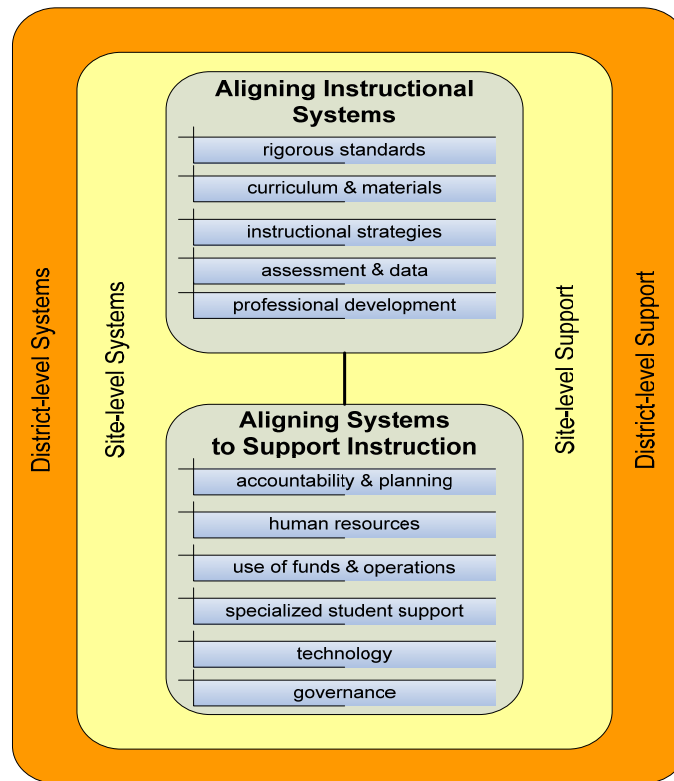 Aligning Instructional
Systems
rigorous standards
curriculum & materials
instructional strategies
assessment & data
professional development
District-level Systems
Site-level Systems
Site-level Support
District-level Support
Aligning Systems
to Support Instruction
accountability & planning
human resources
use of funds & operations
specialized student support
technology
governance